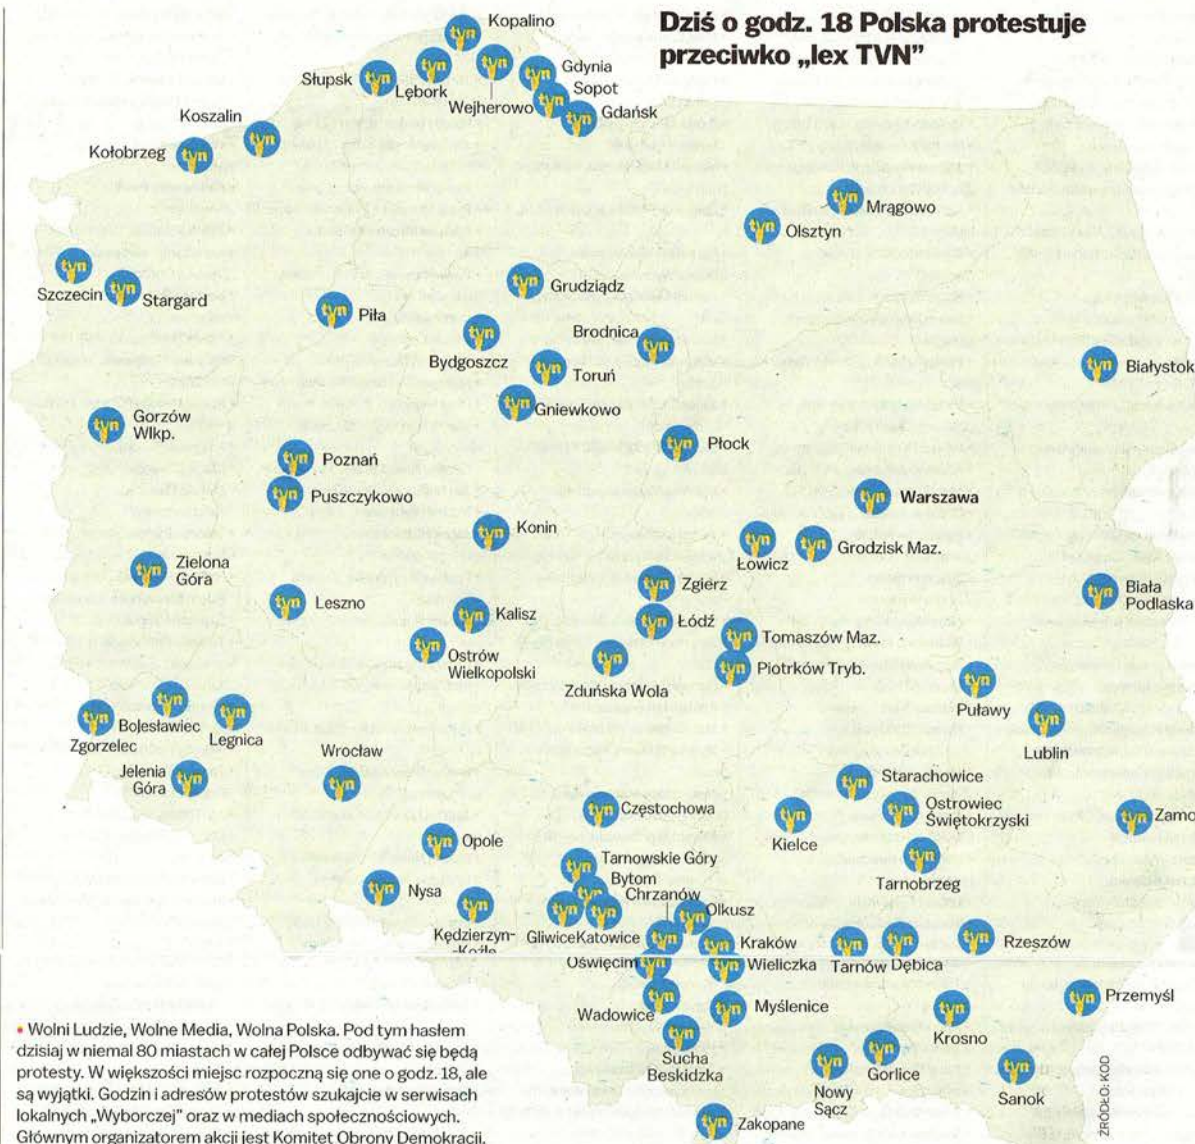 Dziś o godz. 18 Polska protestuje
przeciwko „lex TVN”
Kopalino
Słupsk
Lębork
Wejherowo
Gdynia
Sopot
Gdańsk
Koszalin
Kołobrzeg
Mrągowo
Olsztyn
Szczecin
Stargard
Grudziądz
Piła
Brodnica
Bydgoszcz
Toruń
Białystok
Gniewkowo
Gorzów
Wlkp.
Płock
Poznań
Puszczykowo
Warszawa
Konin
Łowicz
Grodzisk Maz.
Zielona
Góra
Zgierz
Biała
Podlaska
Leszno
Kalisz
Łódź
Tomaszów Maz.
Ostrów
Wielkopolski
Piotrków Tryb.
Zduńska Wola
Puławy
Bolesławiec
Zgorzelec
Legnica
Lublin
Wrocław
Jelenia
Góra
Starachowice
Częstochowa
Ostrowiec
Świętokrzyski
Zamo
Kielce
Opole
Tarnowskie Góry
Bytom
Tarnobrzeg
Nysa
Chrzanów
Olkusz
Kędzierzyn-
Koźle
Gliwice
Katowice
Kraków
Tarnów
Dębica
Rzeszów
Oświęcim
Wieliczka
Wadowice
Myślenice
Przemyśl
Krosno
Sucha
Beskidzka
Nowy
Sącz
Gorlice
Sanok
Zakopane
tvn
ŹRÓDŁO: KOD
• Wolni Ludzie, Wolne Media, Wolna Polska. Pod tym hasłem
dzisiaj w niemal 80 miastach w całej Polsce odbywać się będą
protesty. W większości miejsc rozpoczną się one o godz. 18, ale
są wyjątki. Godzin i adresów protestów szukajcie w serwisach
lokalnych „Wyborczej” oraz w mediach społecznościowych.
Głównym organizatorem akcji jest Komitet Obrony Demokracji.